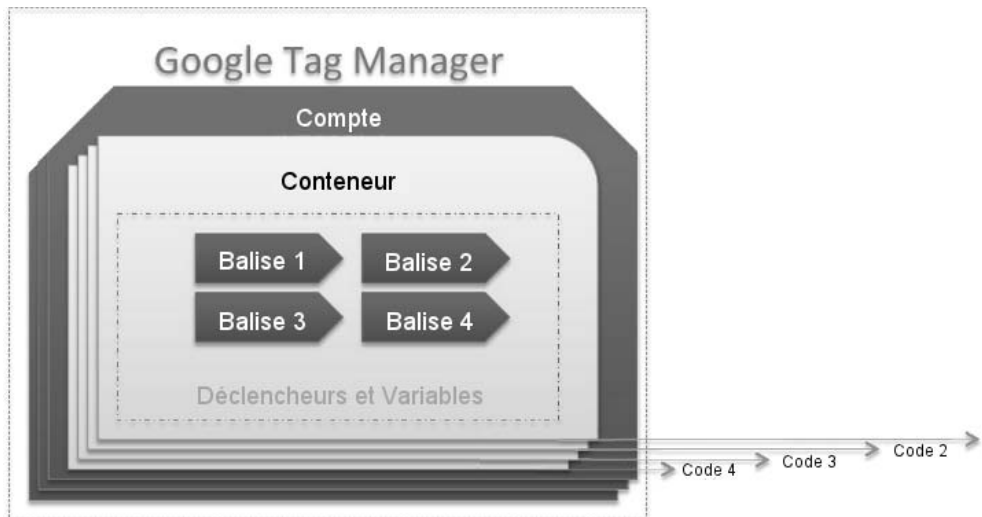 Google Tag Manager
Compte
Conteneur
Balise 1
Balise 2
Balise 3
Balise 4
Déclencheurs et Variables
Code 2
Code 3
Code 4